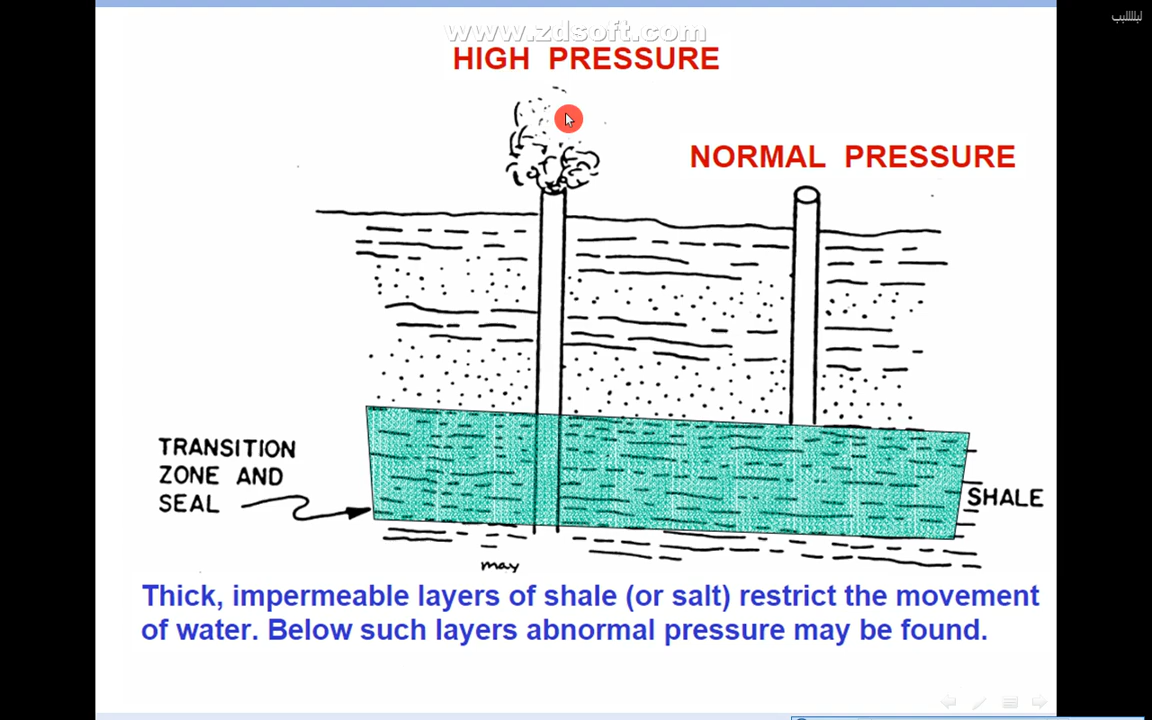 www.zdsoft.com
لبلللبب
HIGH PRESSURE
NORMAL PRESSURE
TRANSITION
ZONE AND
SEAL
SHALE
may
Thick, impermeable layers of shale (or salt) restrict the movement
of water. Below such layers abnormal pressure may be found.